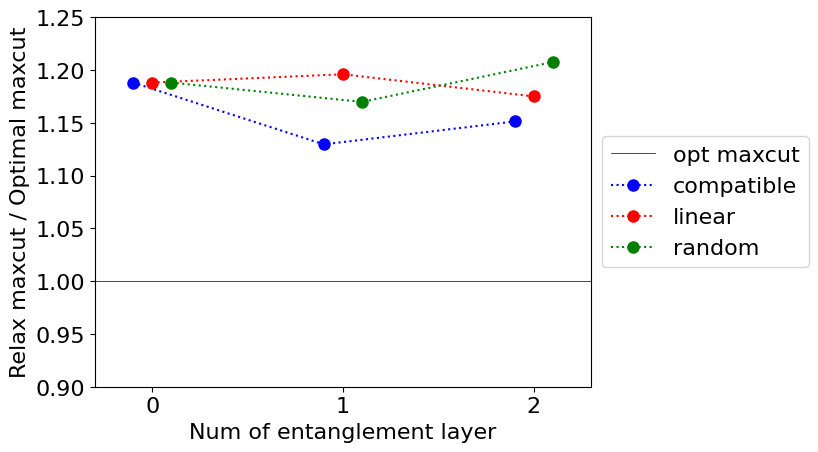 Relax maxcut / Optimal maxcut
1.25
1.20
1.15
1.10
1.05
1.00
0.95
0.90
0 1 2
Num of entanglement layer
opt maxcut
compatible
linear
random